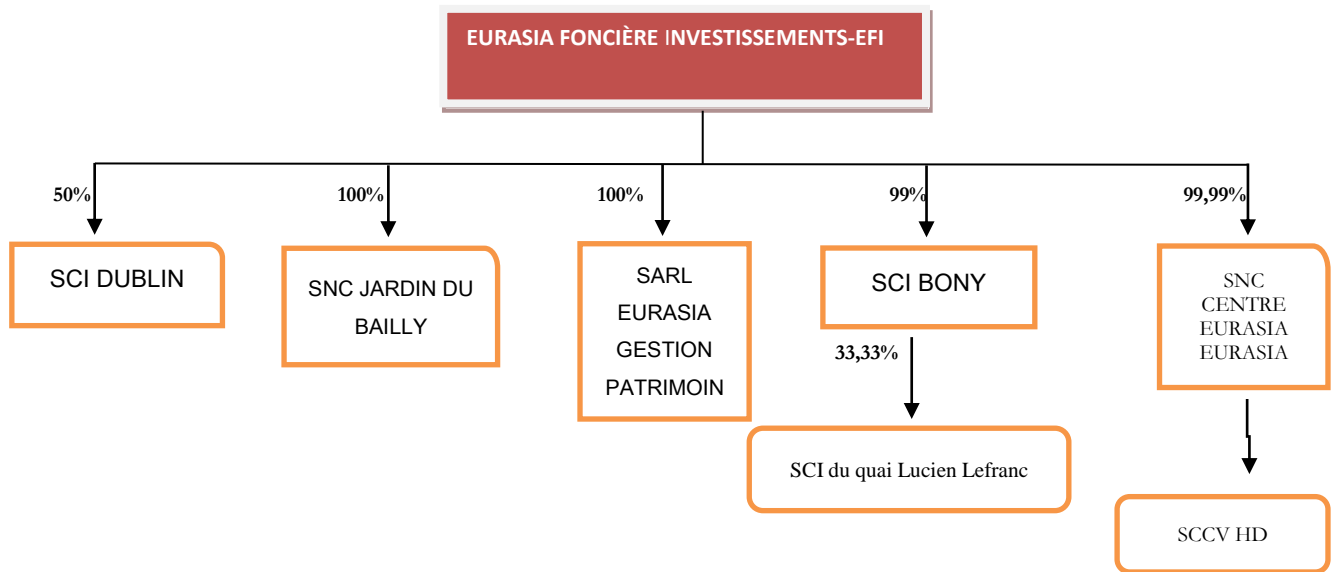 EURASIA FONCIÈRE INVESTISSEMENTS-EFI
50%
100%
100%
99%
99,99%
SCI DUBLIN
SNC JARDIN DU
BAILLY
SARL
EURASIA
GESTION
PATRIMOIN
SCI BONY
SNC
CENTRE
EURASIA
EURASIA
33,33%
SCI du quai Lucien Lefranc
SCCV HD